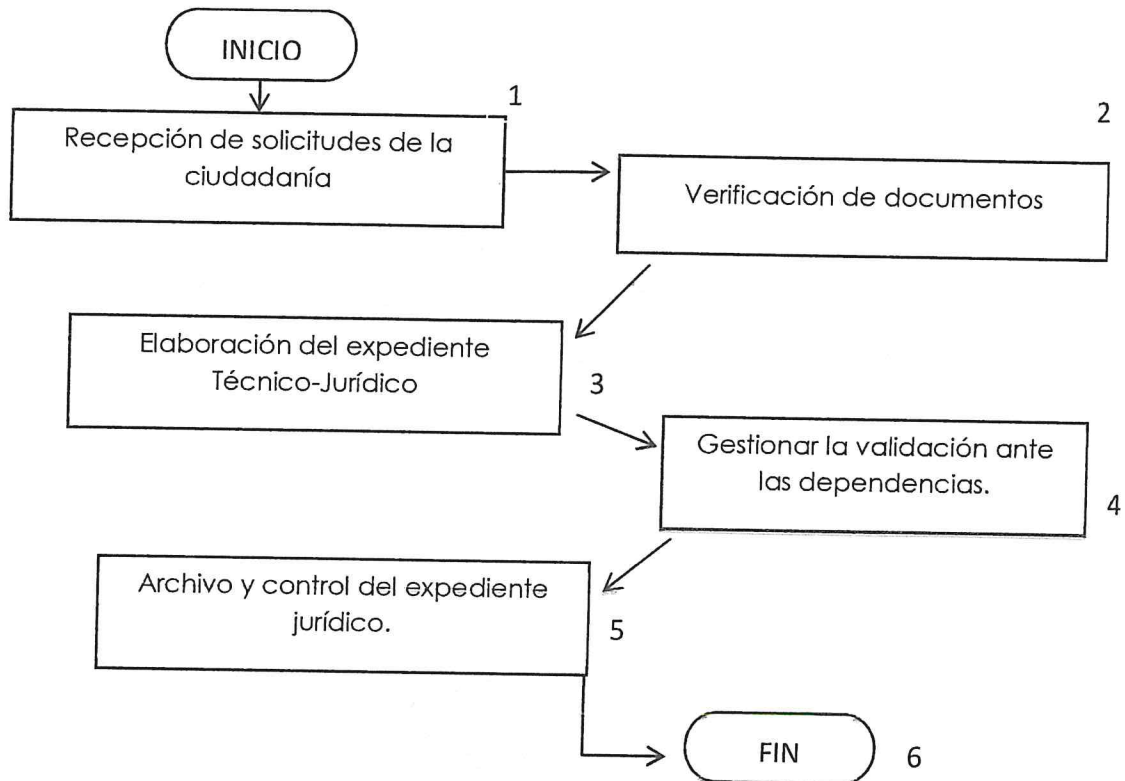 INICIO
1
Recepción de solicitudes de la
ciudadanía
2
Verificación de documentos
Elaboración del expediente
Técnico-Jurídico
3
Gestionar la validación ante
las dependencias.
4
Archivo y control del expediente
jurídico.
5
FIN
6